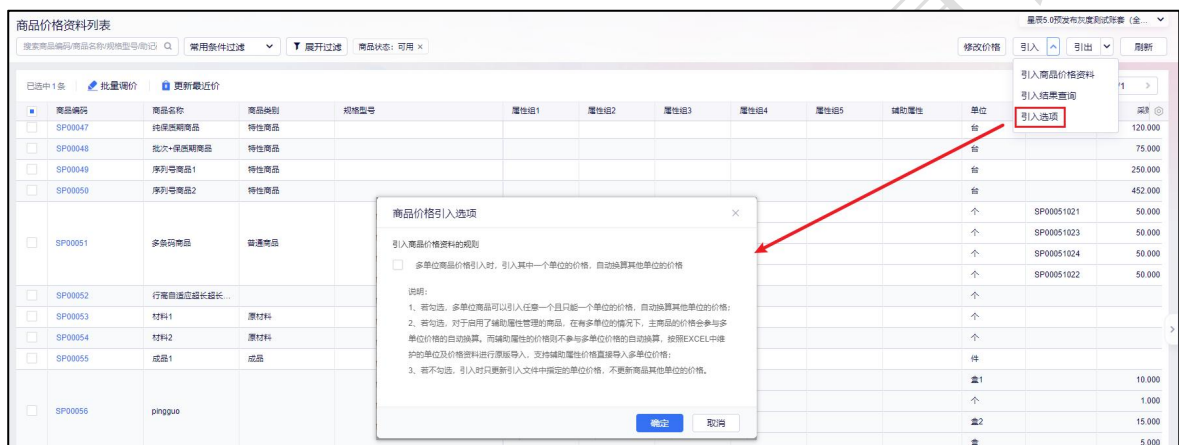 商品价格资料列表
星辰5.0预发布灰度测试账套（全...
搜索商品编码/商品名称/规格型号/助记
常用条件过滤
展开过滤
商品状态：可用 ×
修改价格
引入
引出
刷新
引入商品价格资料
引入结果查询
引入选项
已选中1条
批量调价
更新最近价
商品编码 商品名称 商品类别 规格型号 属性组1 属性组2 属性组3 属性组4 属性组5 辅助属性 单位
SP00047 纯保质期商品 特性商品 台 120.000
SP00048 批次+保质期商品 特性商品 台 75.000
SP00049 序列号商品1 特性商品 台 250.000
SP00050 序列号商品2 特性商品 台 452.000
SP00051 多条码商品 普通商品
个 SP00051021 50.000
个 SP00051023 50.000
个 SP00051024 50.000
个 SP00051022 50.000
SP00052 行高自适应超长超长... 个
SP00053 材料1 原材料 个
SP00054 材料2 原材料 个
SP00055 成品1 成品 件
SP00056 pingguo
盒1 10.000
个 1.000
盒2 15.000
盒 5.000
商品价格引入选项 ×
引入商品价格资料的规则
多单位商品价格引入时，引入其中一个单位的价格，自动换算其他单位的价格
说明：
1、若勾选，多单位商品可以引入任意一个且只能一个单位的价格，自动换算其他单位的价格；
2、若勾选，对于启用了辅助属性管理的商品，在有多单位的情况下，主商品的价格会参与多
单位价格的自动换算。而辅助属性的价格则不参与多单位价格的自动换算，按照EXCEL中维
护的单位及价格资料进行原版导入，支持辅助属性价格直接导入多单位价格；
3、若不勾选，引入时只更新引入文件中指定的单位价格，不更新商品其他单位的价格。
确定
取消